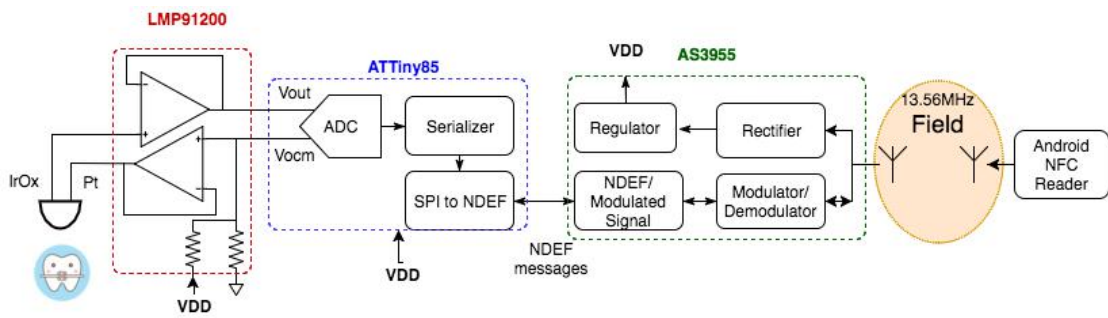 LMP91200
ATTiny85
AS3955
VDD
13.56MHz
Field
Vout
ADC
Serializer
Regulator
Rectifier
Vocm
Android
NFC
Reader
IrOx
Pt
SPI to NDEF
NDEF/
Modulated
Signal
Modulator/
Demodulator
NDEF
messages
VDD
VDD